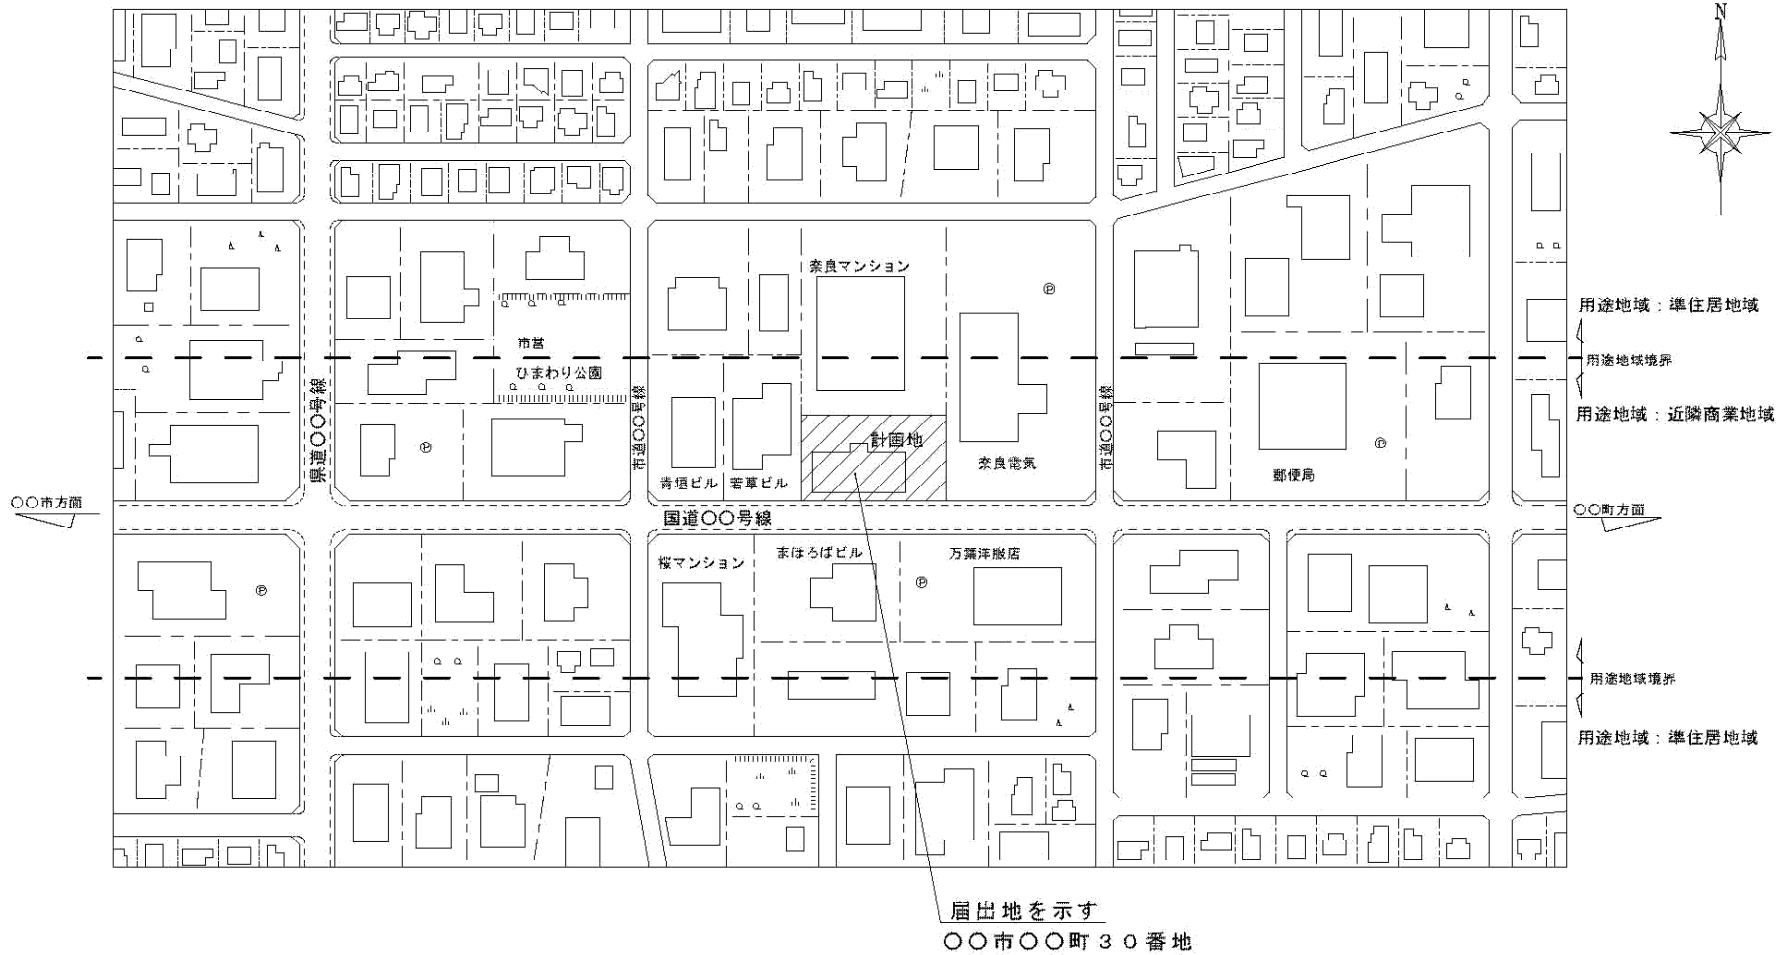 N
奈良マンション
Ⓟ
用途地域：準住居地域
市営
用途地域境界
ひまわり公園
県道〇〇号線
市道〇〇号線
市道〇〇号線
用途地域：近隣商業地域
計画地
Ⓟ
Ⓟ
奈良電気
郵便局
青垣ビル
若草ビル
〇〇市方面
〇〇町方面
国道〇〇号線
桜マンション
まほろばビル
万葉洋服店
Ⓟ
Ⓟ
用途地域境界
用途地域：準住居地域
届出地を示す
〇〇市〇〇町３０番地